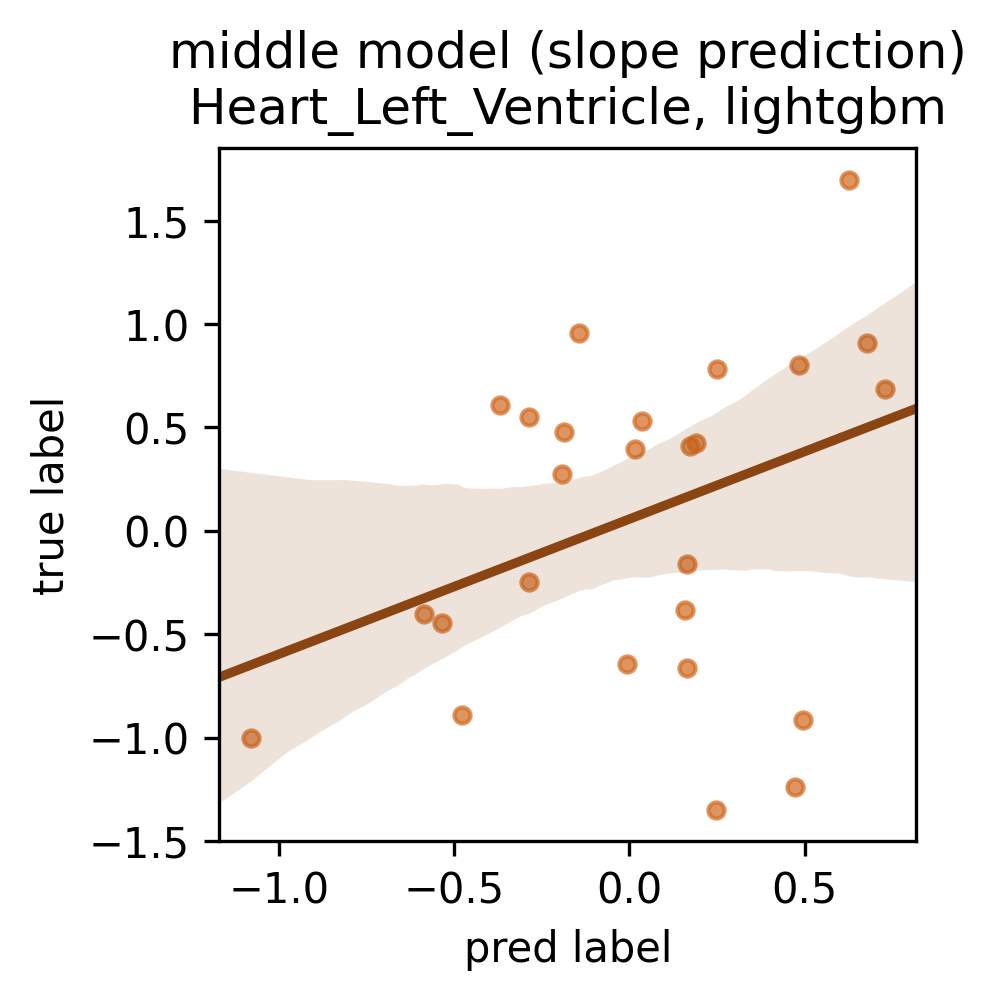 middle model (slope prediction)
Heart_Left_Ventricle, lightgbm
true label
1.5
1.0
0.5
0.0
−0.5
−1.0
−1.5
−1.0 −0.5 0.0 0.5
pred label